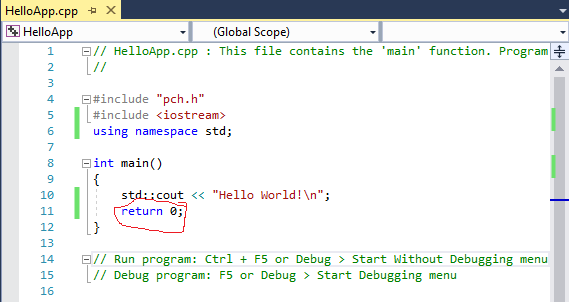 HelloApp.cpp
HelloApp (Global Scope)
1 // HelloApp.cpp : This file contains the 'main' function. Program
2 //
3
4 #include "pch.h"
5 #include <iostream>
6 using namespace std;
7
8 int main()
9 {
10 std::cout << "Hello World!\n";
11 return 0;
12 }
13
14 // Run program: Ctrl + F5 or Debug > Start Without Debugging menu
15 // Debug program: F5 or Debug > Start Debugging menu
16